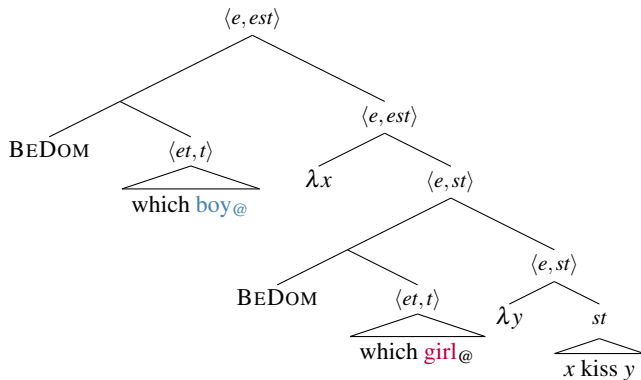 ⟨e, est⟩
⟨e, est⟩
BEDOM ⟨et, t⟩
which boy@ λx ⟨e, st⟩
⟨e, st⟩
BEDOM ⟨et, t⟩ λy st
which girl@ x kiss y